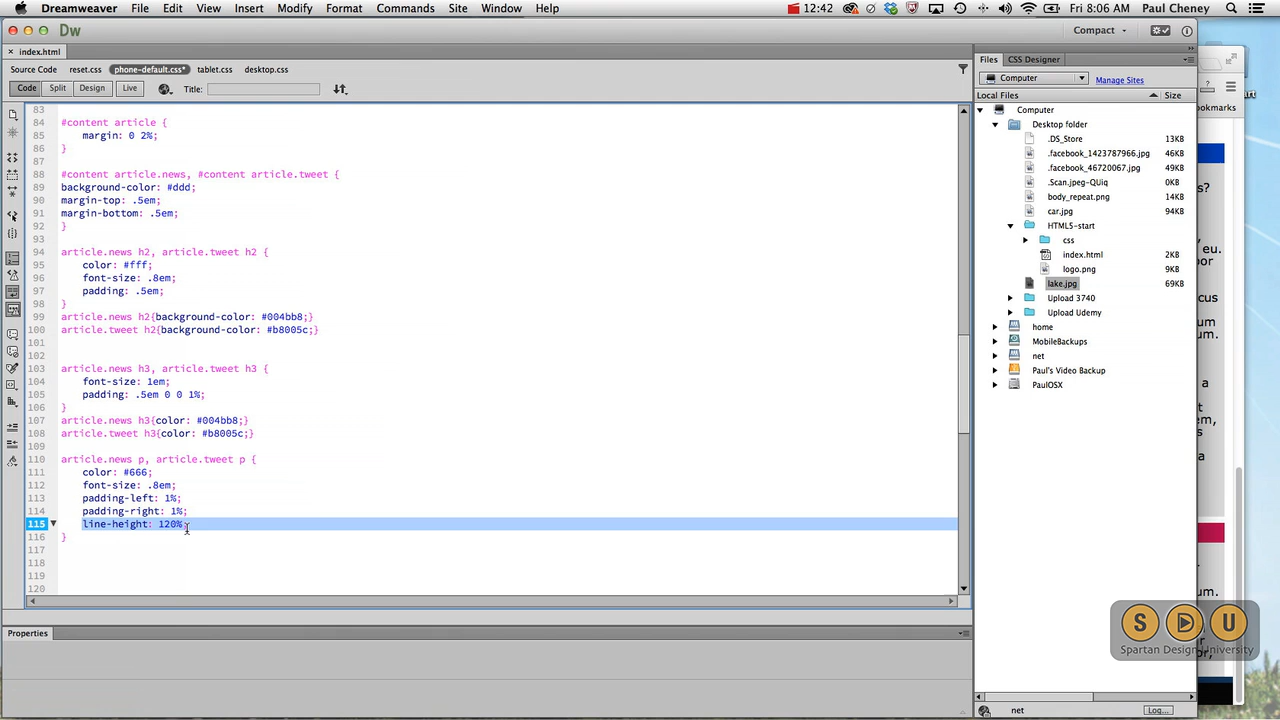 Dreamweaver File Edit View Insert Modify Format Commands Site Window Help 12:42 Fri 8:06 AM Paul Cheney
Dw Compact
× index.html
Source Code reset.css phone-default.css* tablet.css desktop.css
Code Split Design Live Title:
83
84 #content article {
85 margin: 0 2%;
86 }
87
88 #content article.news, #content article.tweet {
89 background-color: #ddd;
90 margin-top: .5em;
91 margin-bottom: .5em;
92 }
93
94 article.news h2, article.tweet h2 {
95 color: #fff;
96 font-size: .8em;
97 padding: .5em;
98 }
99 article.news h2{background-color: #004bb8;}
100 article.tweet h2{background-color: #b8005c;}
101
102
103 article.news h3, article.tweet h3 {
104 font-size: 1em;
105 padding: .5em 0 0 1%;
106 }
107 article.news h3{color: #004bb8;}
108 article.tweet h3{color: #b8005c;}
109
110 article.news p, article.tweet p {
111 color: #666;
112 font-size: .8em;
113 padding-left: 1%;
114 padding-right: 1%;
115 line-height: 120%;
116 }
117
118
119
120
Properties
Files CSS Designer
Computer Manage Sites
Local Files Size
Computer
Desktop folder
.DS_Store 13KB
.facebook_1423787966.jpg 46KB
.facebook_46720067.jpg 49KB
.Scan.jpeg-QUiq 0KB
body_repeat.png 14KB
car.jpg 94KB
HTML5-start
css
index.html 2KB
logo.png 9KB
lake.jpg 69KB
Upload 3740
Upload Udemy
home
MobileBackups
net
Paul's Video Backup
PaulOSX
net Log...
okmarks
s?
eu.
bor
cus
um
um.
a
em,
s
um.
or,
S D U
Spartan Design University